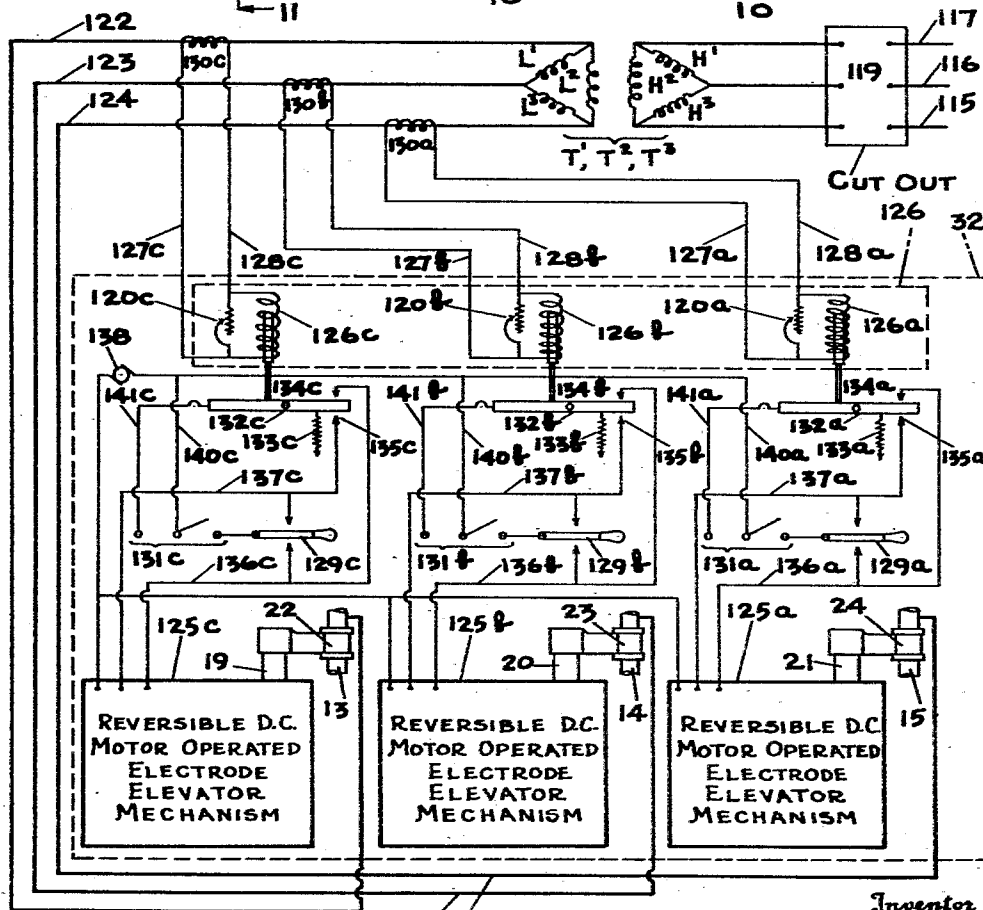 11
10
122
117
123
116
124
115
130C
130b
130a
L¹
L²
L³
H¹
H²
H³
119
T¹, T², T³
CUT OUT
126
32
127C
128C
127b
128b
127a
128a
120C
126C
120b
126b
120a
126a
138
134C
134b
134a
141C
132C
133C
135C
141b
132b
133b
135b
141a
132a
133a
135a
140C
140b
140a
137C
137b
137a
131C
136C
129C
131b
136b
129b
131a
136a
129a
125C
22
125b
23
125a
24
19
20
21
13
14
15
REVERSIBLE D.C.
MOTOR OPERATED
ELECTRODE
ELEVATOR
MECHANISM
REVERSIBLE D.C.
MOTOR OPERATED
ELECTRODE
ELEVATOR
MECHANISM
REVERSIBLE D.C.
MOTOR OPERATED
ELECTRODE
ELEVATOR
MECHANISM
Inventor